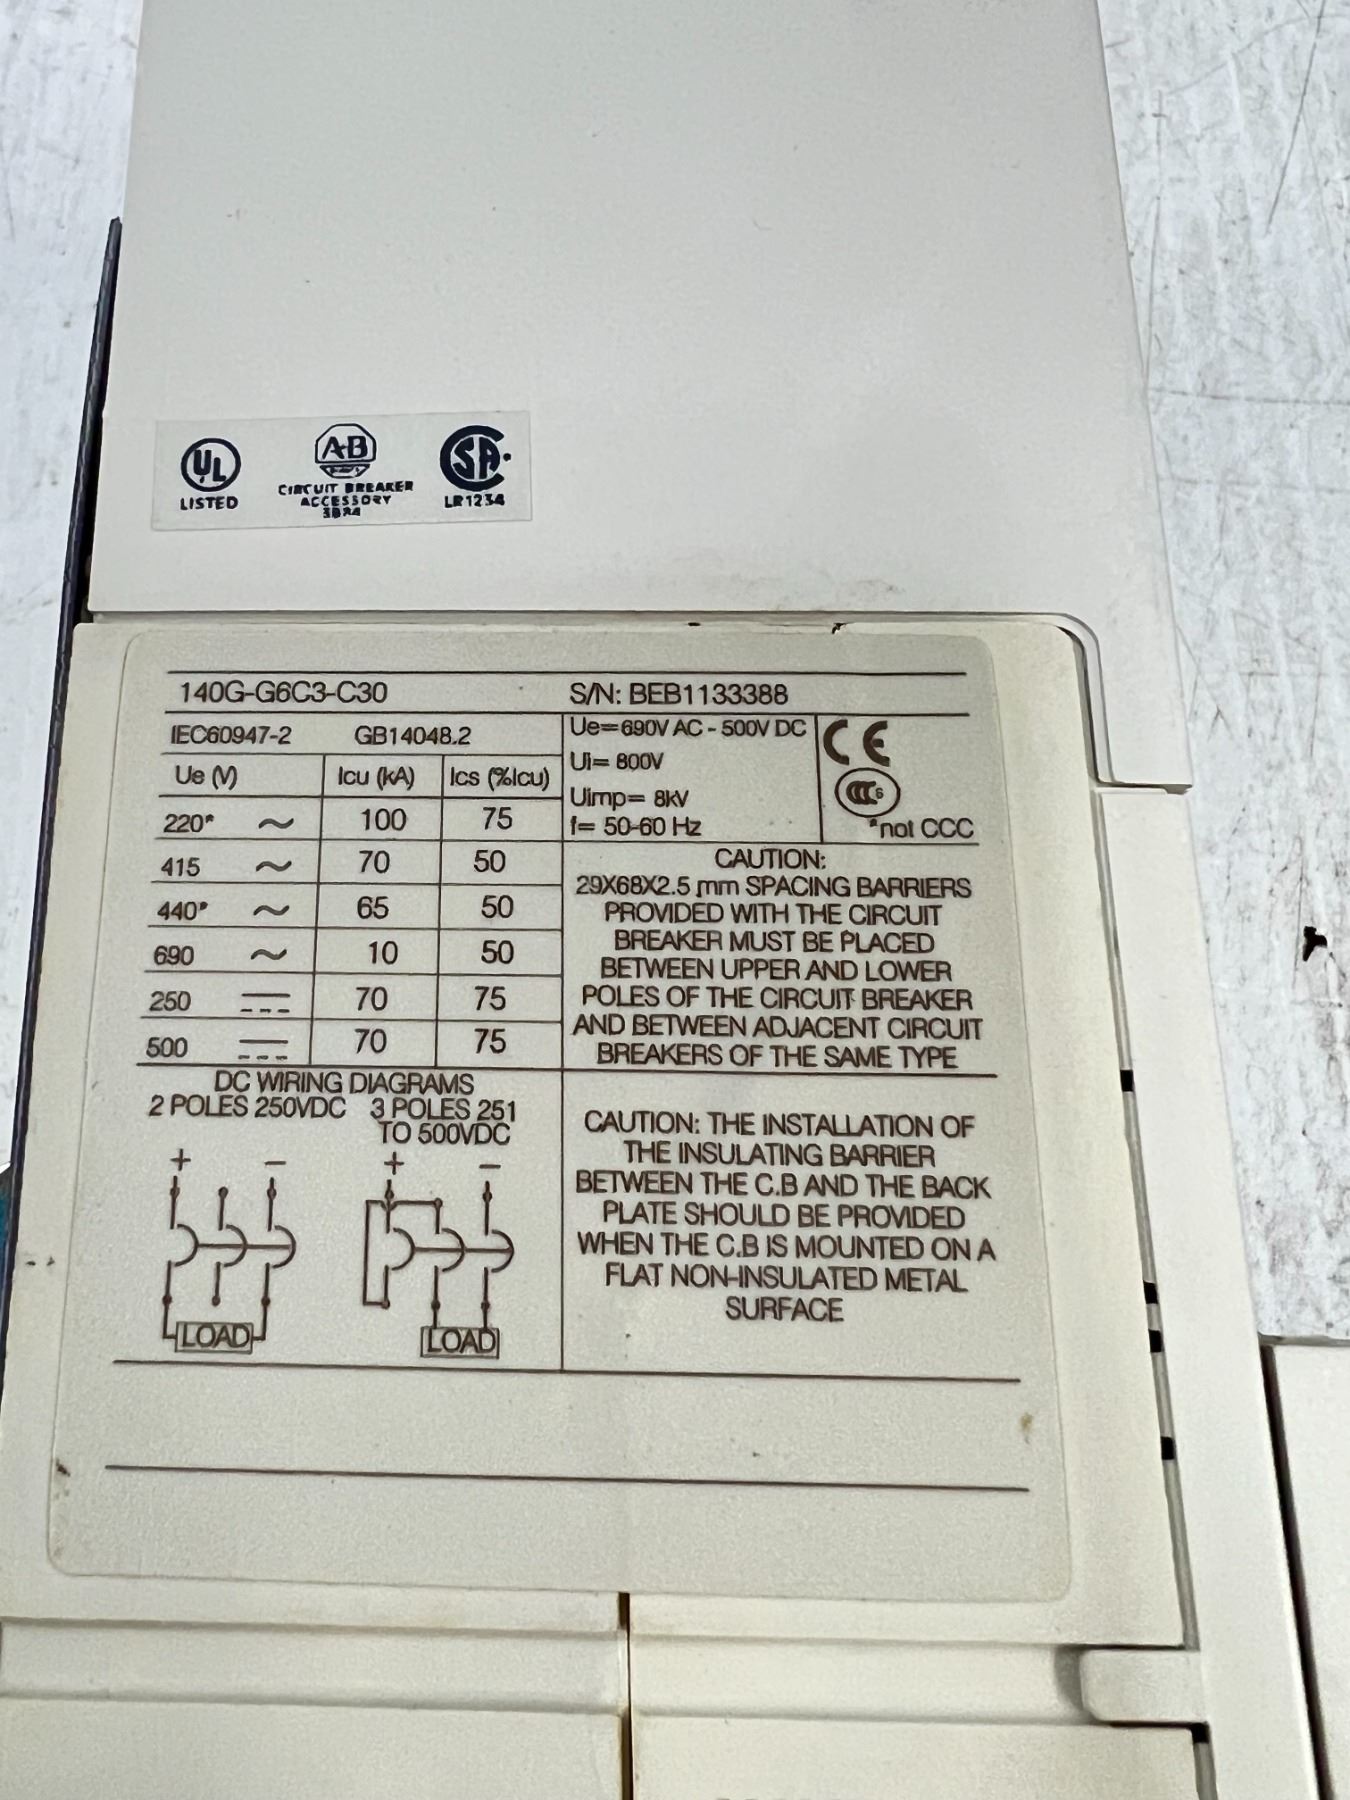 UL
LISTED
A-B
CIRCUIT BREAKER
ACCESSORY
SA
LR1234
140G-G6C3-C30
S/N: BEB1133388
IEC60947-2 GB14048.2
Ue (V) Icu (kA) Ics (%Icu)
220* ~ 100 75
415 ~ 70 50
440* ~ 65 50
690 ~ 10 50
250 70 75
500 70 75
Ue=690V AC - 500V DC
Ui= 800V
Uimp= 8kV
f= 50-60 Hz
CE
CCC S
*not CCC
CAUTION:
29X68X2.5 mm SPACING BARRIERS
PROVIDED WITH THE CIRCUIT
BREAKER MUST BE PLACED
BETWEEN UPPER AND LOWER
POLES OF THE CIRCUIT BREAKER
AND BETWEEN ADJACENT CIRCUIT
BREAKERS OF THE SAME TYPE
DC WIRING DIAGRAMS
2 POLES 250VDC 3 POLES 251
TO 500VDC
+ − + −
LOAD LOAD
CAUTION: THE INSTALLATION OF
THE INSULATING BARRIER
BETWEEN THE C.B AND THE BACK
PLATE SHOULD BE PROVIDED
WHEN THE C.B IS MOUNTED ON A
FLAT NON-INSULATED METAL
SURFACE